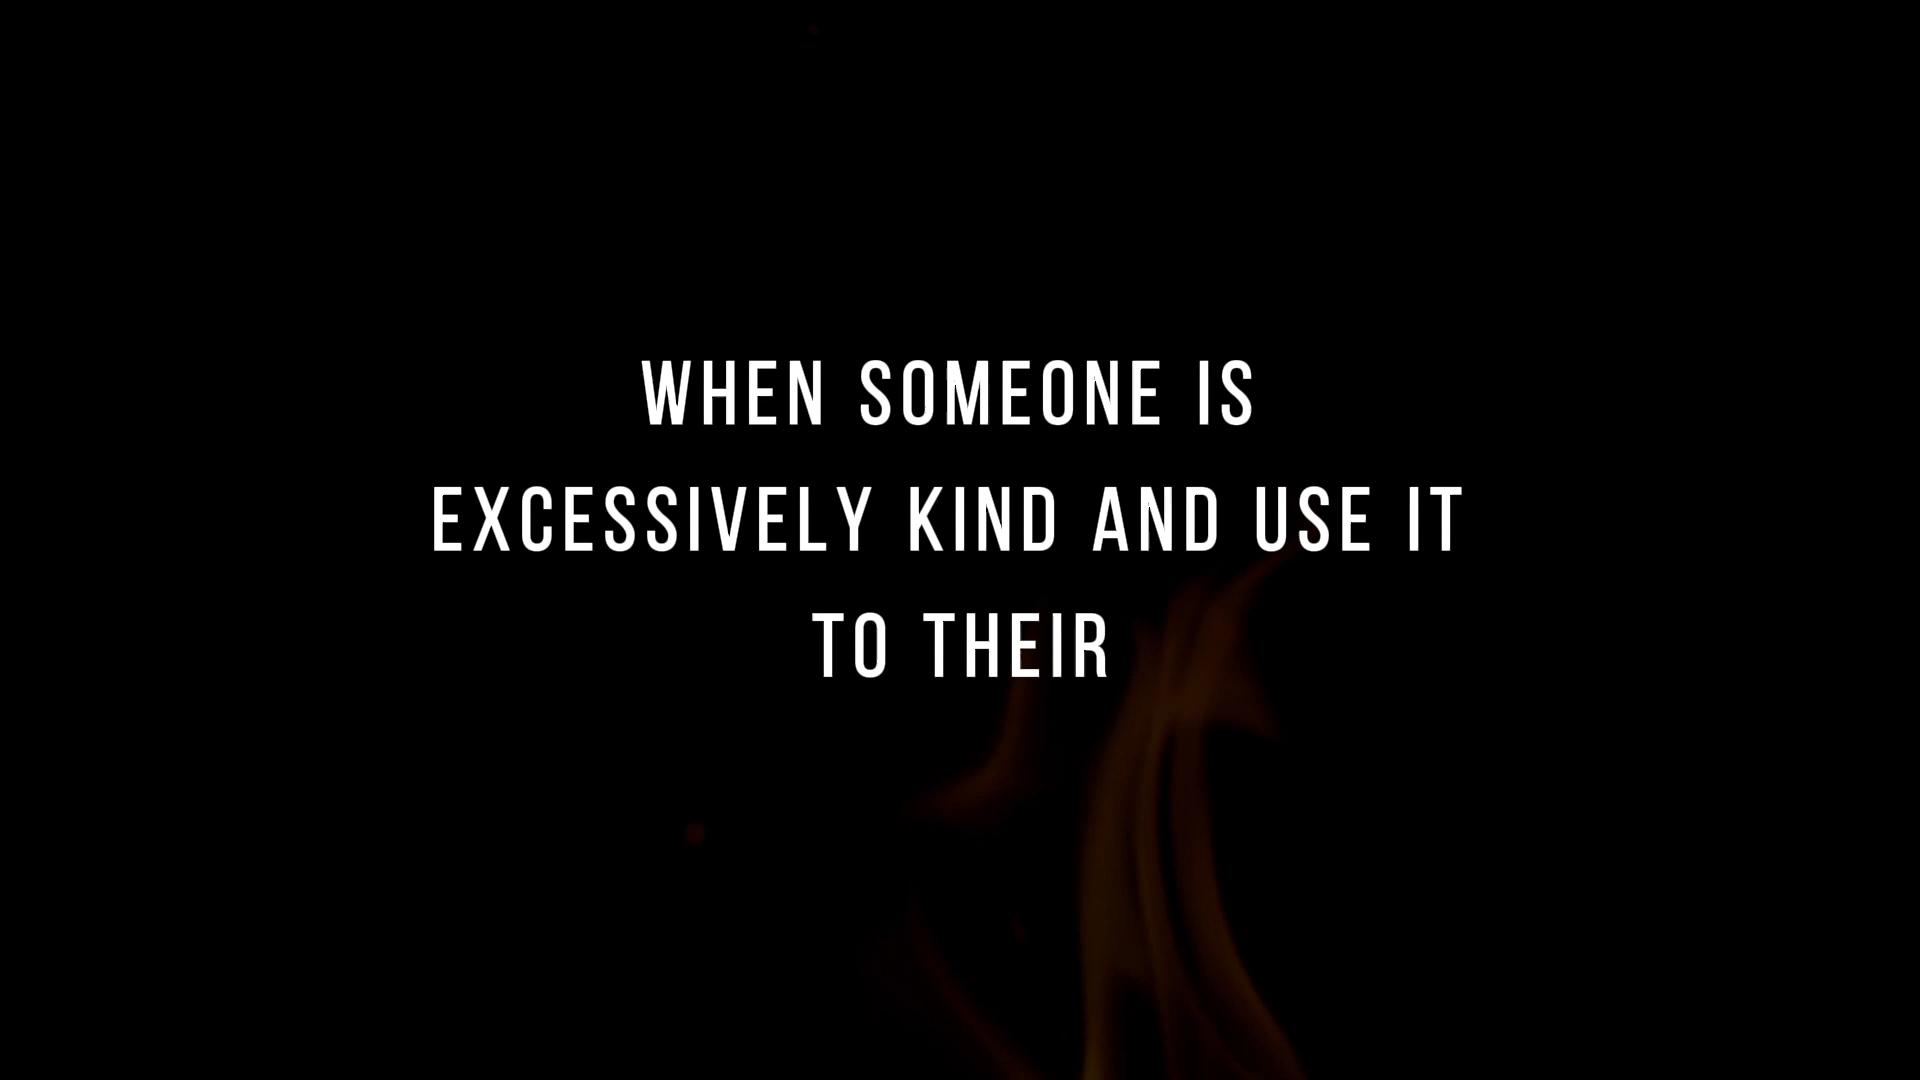 WHEN SOMEONE IS
EXCESSIVELY KIND AND USE IT
TO THEIR